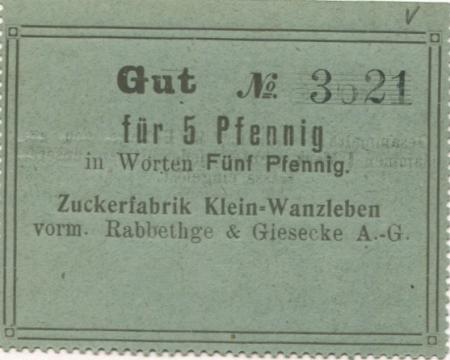 Gut № 3021
für 5 Pfennig
in Worten Fünf Pfennig.
Zuckerfabrik Klein-Wanzleben
vorm. Rabbethge & Giesecke A.-G.